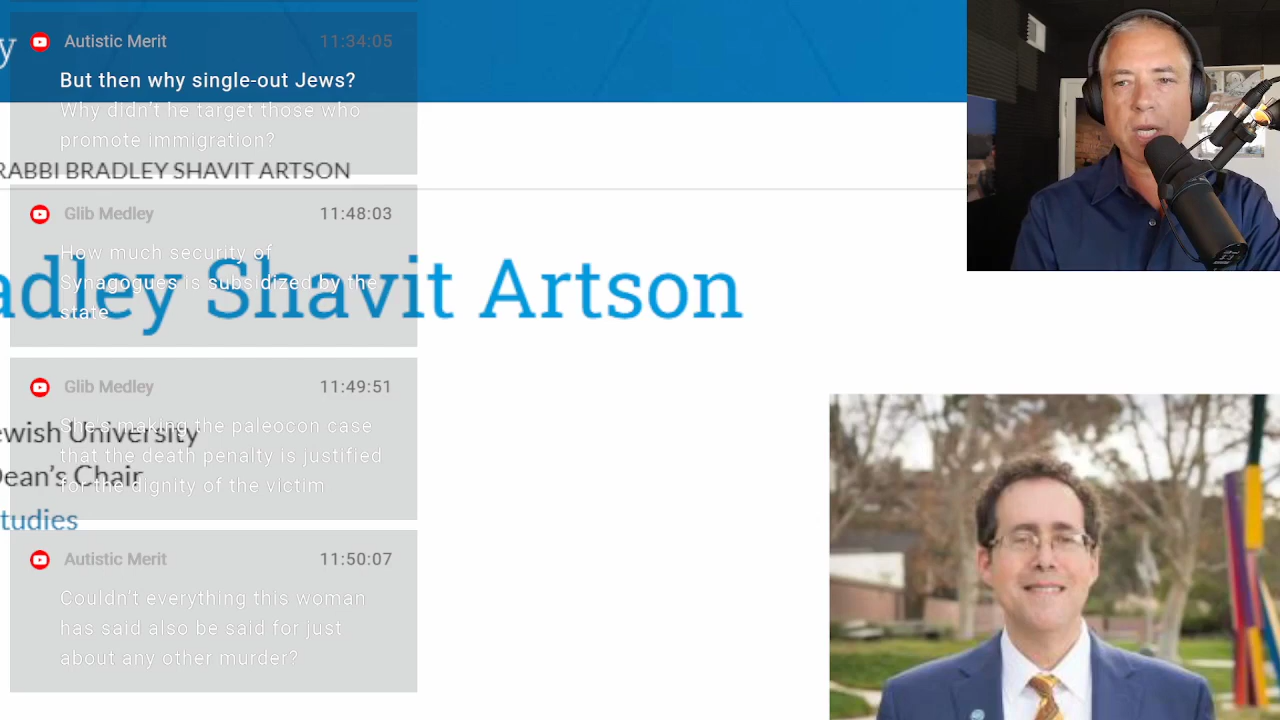 y
Autistic Merit 11:34:05
But then why single-out Jews?
Why didn't he target those who
promote immigration?
RABBI BRADLEY SHAVIT ARTSON
Glib Medley 11:48:03
How much security of
Synagogues is subsidized by the
state
adley Shavit Artson
Glib Medley 11:49:51
She's making the paleocon case
that the death penalty is justified
for the dignity of the victim
ewish University
Dean's Chair
tudies
Autistic Merit 11:50:07
Couldn't everything this woman
has said also be said for just
about any other murder?